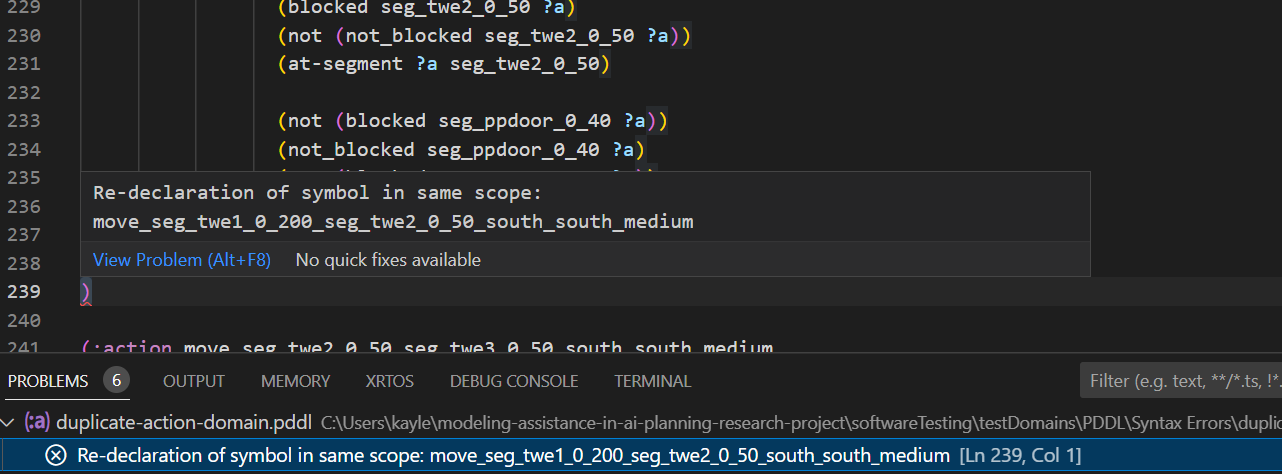 229 (blocked seg_twe2_0_50 ?a)
230 (not (not_blocked seg_twe2_0_50 ?a))
231 (at-segment ?a seg_twe2_0_50)
232
233 (not (blocked seg_ppdoor_0_40 ?a))
234 (not_blocked seg_ppdoor_0_40 ?a)
235
Re-declaration of symbol in same scope:
236
move_seg_twe1_0_200_seg_twe2_0_50_south_south_medium
237
238 View Problem (Alt+F8) No quick fixes available
239 )
240
241 (:action move_seg_twe2_0_50_seg_twe3_0_50_south_south_medium
PROBLEMS 6 OUTPUT MEMORY XRTOS DEBUG CONSOLE TERMINAL Filter (e.g. text, **/*.ts, !*.
(:a) duplicate-action-domain.pddl C:\Users\kayle\modeling-assistance-in-ai-planning-research-project\softwareTesting\testDomains\PDDL\Syntax Errors\duplic
Re-declaration of symbol in same scope: move_seg_twe1_0_200_seg_twe2_0_50_south_south_medium [Ln 239, Col 1]